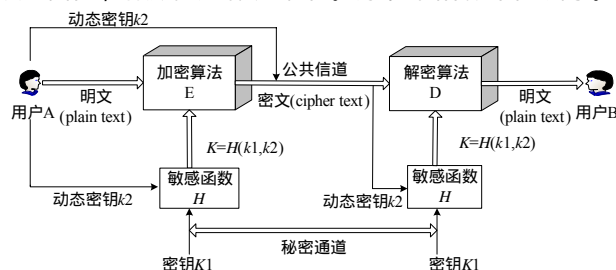 动态密钥k2
加密算法
E
公共信道
密文(cipher text)
解密算法
D
明文
(plain text)
用户A
明文
(plain text)
用户B
K=H(k1,k2)
K=H(k1,k2)
动态密钥k2
敏感函数
H
动态密钥k2
敏感函数
H
秘密通道
密钥K1
密钥K1